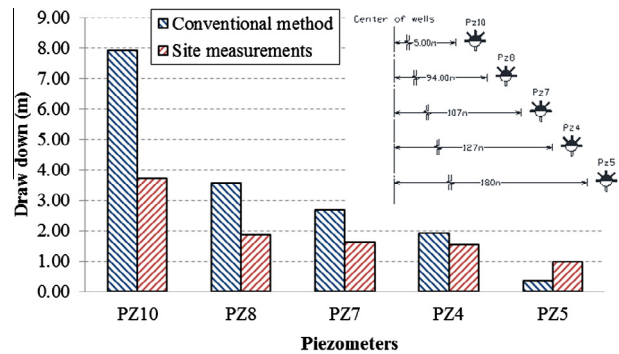 Conventional method
Site measurements
Center of wells
Pz10
5.00m
Pz8
94.00m
Pz7
107m
Pz4
127m
Pz5
180m
Draw down (m)
9.00
8.00
7.00
6.00
5.00
4.00
3.00
2.00
1.00
0.00
PZ10 PZ8 PZ7 PZ4 PZ5
Piezometers